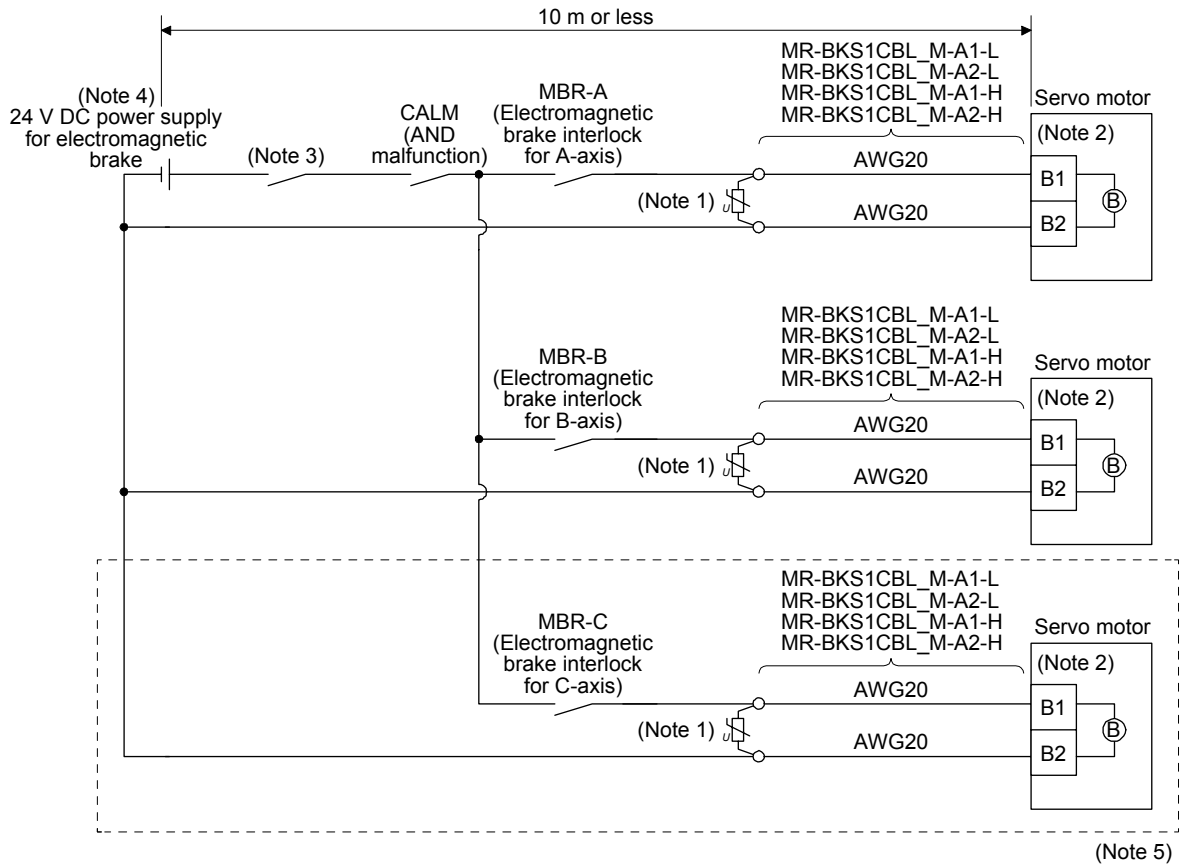 10 m or less
(Note 4)
24 V DC power supply
for electromagnetic
brake
(Note 3)
CALM
(AND
malfunction)
MBR-A
(Electromagnetic
brake interlock
for A-axis)
MR-BKS1CBL_M-A1-L
MR-BKS1CBL_M-A2-L
MR-BKS1CBL_M-A1-H
MR-BKS1CBL_M-A2-H
Servo motor
(Note 2)
AWG20
(Note 1)
U
AWG20
B1
B2
B
MBR-B
(Electromagnetic
brake interlock
for B-axis)
MR-BKS1CBL_M-A1-L
MR-BKS1CBL_M-A2-L
MR-BKS1CBL_M-A1-H
MR-BKS1CBL_M-A2-H
Servo motor
(Note 2)
AWG20
(Note 1)
U
AWG20
B1
B2
B
MBR-C
(Electromagnetic
brake interlock
for C-axis)
MR-BKS1CBL_M-A1-L
MR-BKS1CBL_M-A2-L
MR-BKS1CBL_M-A1-H
MR-BKS1CBL_M-A2-H
Servo motor
(Note 2)
AWG20
(Note 1)
U
AWG20
B1
B2
B
(Note 5)